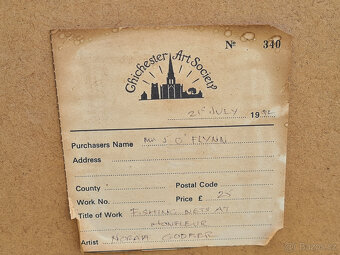 Chichester Art Society
Nº 340
21st JULY 19
Purchasers Name Mr J O'FLYNN
Address
County
Postal Code
Work No.
Price £ 25
Title of Work FISHING NETS AT
HONFLEUR
Artist NORAH